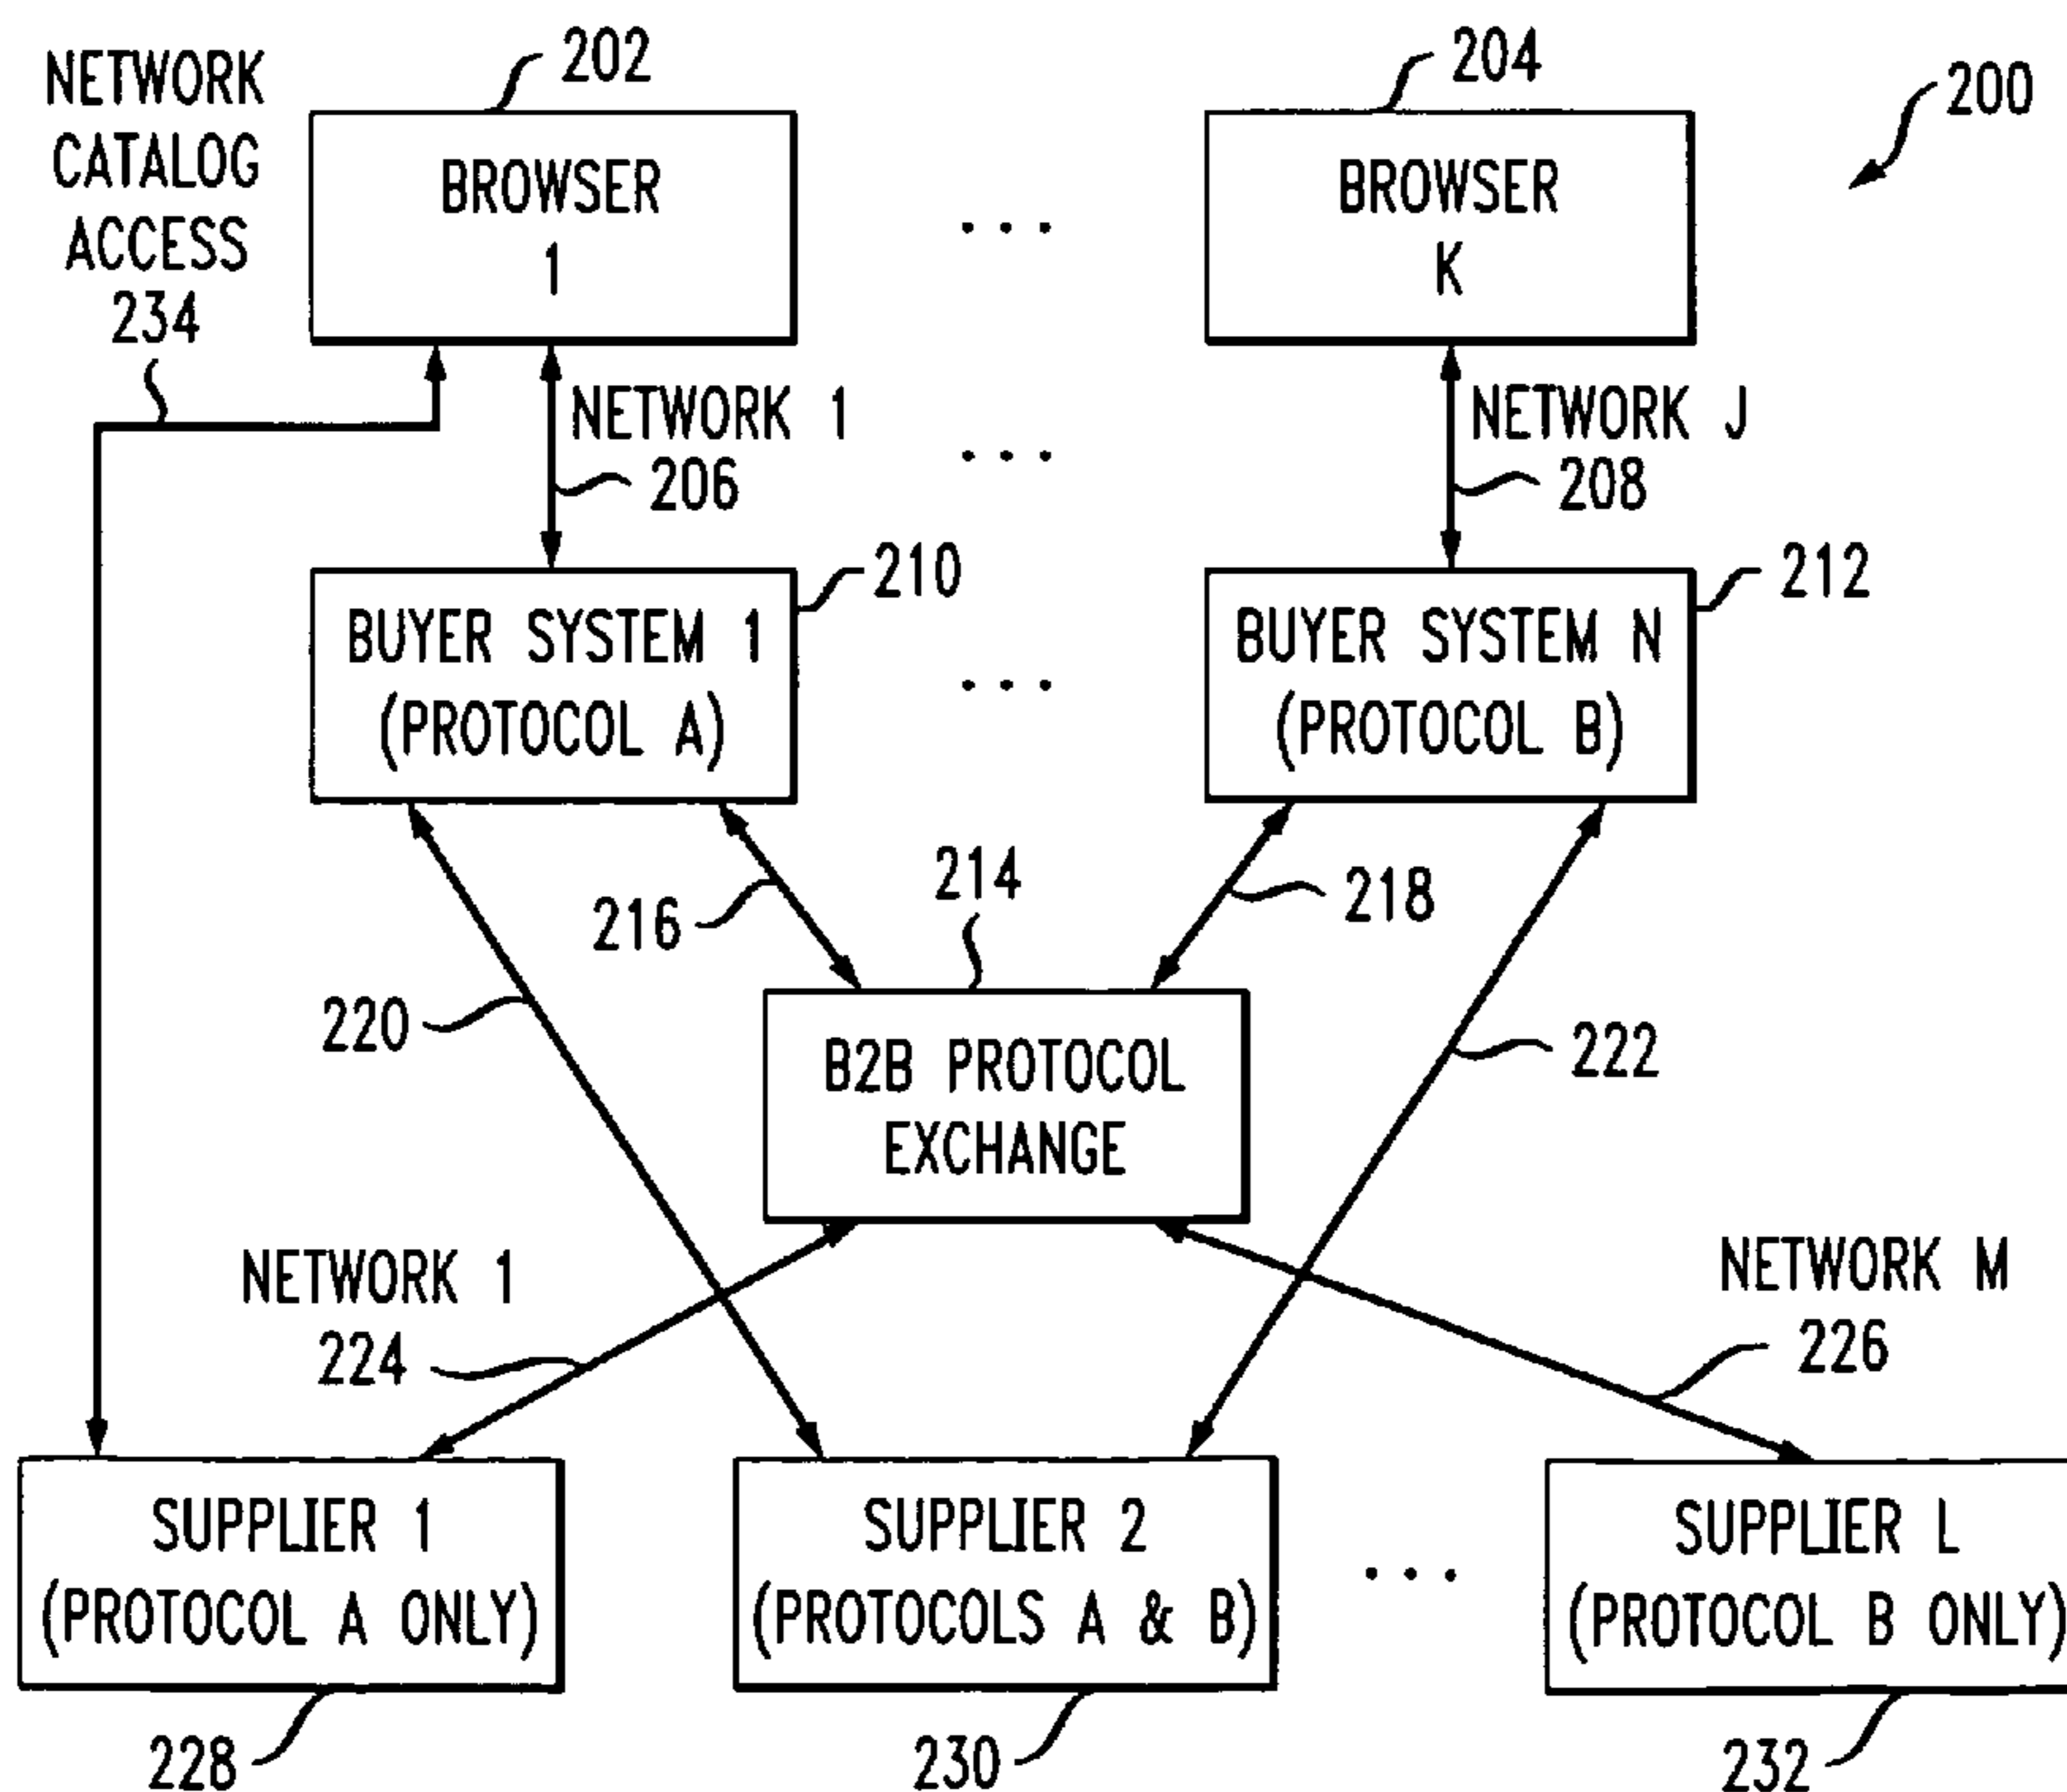 202
204
200
NETWORK
CATALOG
ACCESS
234
BROWSER
1
. . .
BROWSER
K
NETWORK 1
206
. . .
NETWORK J
208
210
212
BUYER SYSTEM 1
(PROTOCOL A)
. . .
BUYER SYSTEM N
(PROTOCOL B)
214
216
218
220
222
B2B PROTOCOL
EXCHANGE
NETWORK 1
224
NETWORK M
226
SUPPLIER 1
(PROTOCOL A ONLY)
SUPPLIER 2
(PROTOCOLS A & B)
. . .
SUPPLIER L
(PROTOCOL B ONLY)
228
230
232